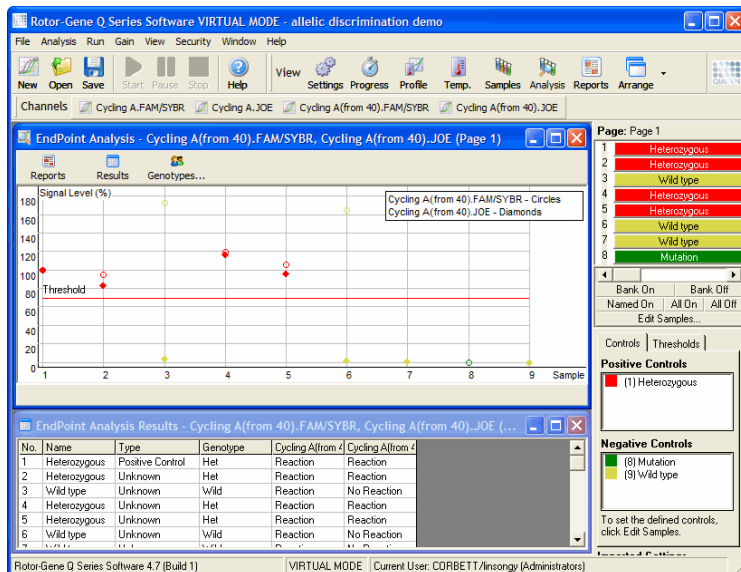 Rotor-Gene Q Series Software VIRTUAL MODE - allelic discrimination demo
File Analysis Run Gain View Security Window Help
New Open Save Start Pause Stop Help View Settings Progress Profile Temp. Samples Analysis Reports Arrange
Channels Cycling A.FAM/SYBR Cycling A.JOE Cycling A(from 40).FAM/SYBR Cycling A(from 40).JOE
EndPoint Analysis - Cycling A(from 40).FAM/SYBR, Cycling A(from 40).JOE (Page 1)
Reports Results Genotypes...
Signal Level (%)
Cycling A(from 40).FAM/SYBR - Circles
Cycling A(from 40).JOE - Diamonds
180
160
140
120
100
80
60
40
20
0
Threshold
1 2 3 4 5 6 7 8 9 Sample
EndPoint Analysis Results - Cycling A(from 40).FAM/SYBR, Cycling A(from 40).JOE (...
No. Name Type Genotype Cycling A(from 4 Cycling A(from 4
1 Heterozygous Positive Control Het Reaction Reaction
2 Heterozygous Unknown Het Reaction Reaction
3 Wild type Unknown Wild Reaction No Reaction
4 Heterozygous Unknown Het Reaction Reaction
5 Heterozygous Unknown Het Reaction Reaction
6 Wild type Unknown Wild Reaction No Reaction
Page: Page 1
1 Heterozygous
2 Heterozygous
3 Wild type
4 Heterozygous
5 Heterozygous
6 Wild type
7 Wild type
8 Mutation
Bank On Bank Off
Named On All On All Off
Edit Samples...
Controls Thresholds
Positive Controls
(1) Heterozygous
Negative Controls
(8) Mutation
(9) Wild type
To set the defined controls,
click Edit Samples.
Imported Settings
Rotor-Gene Q Series Software 4.7 (Build 1) VIRTUAL MODE Current User: CORBETT/linsongy (Administrators)